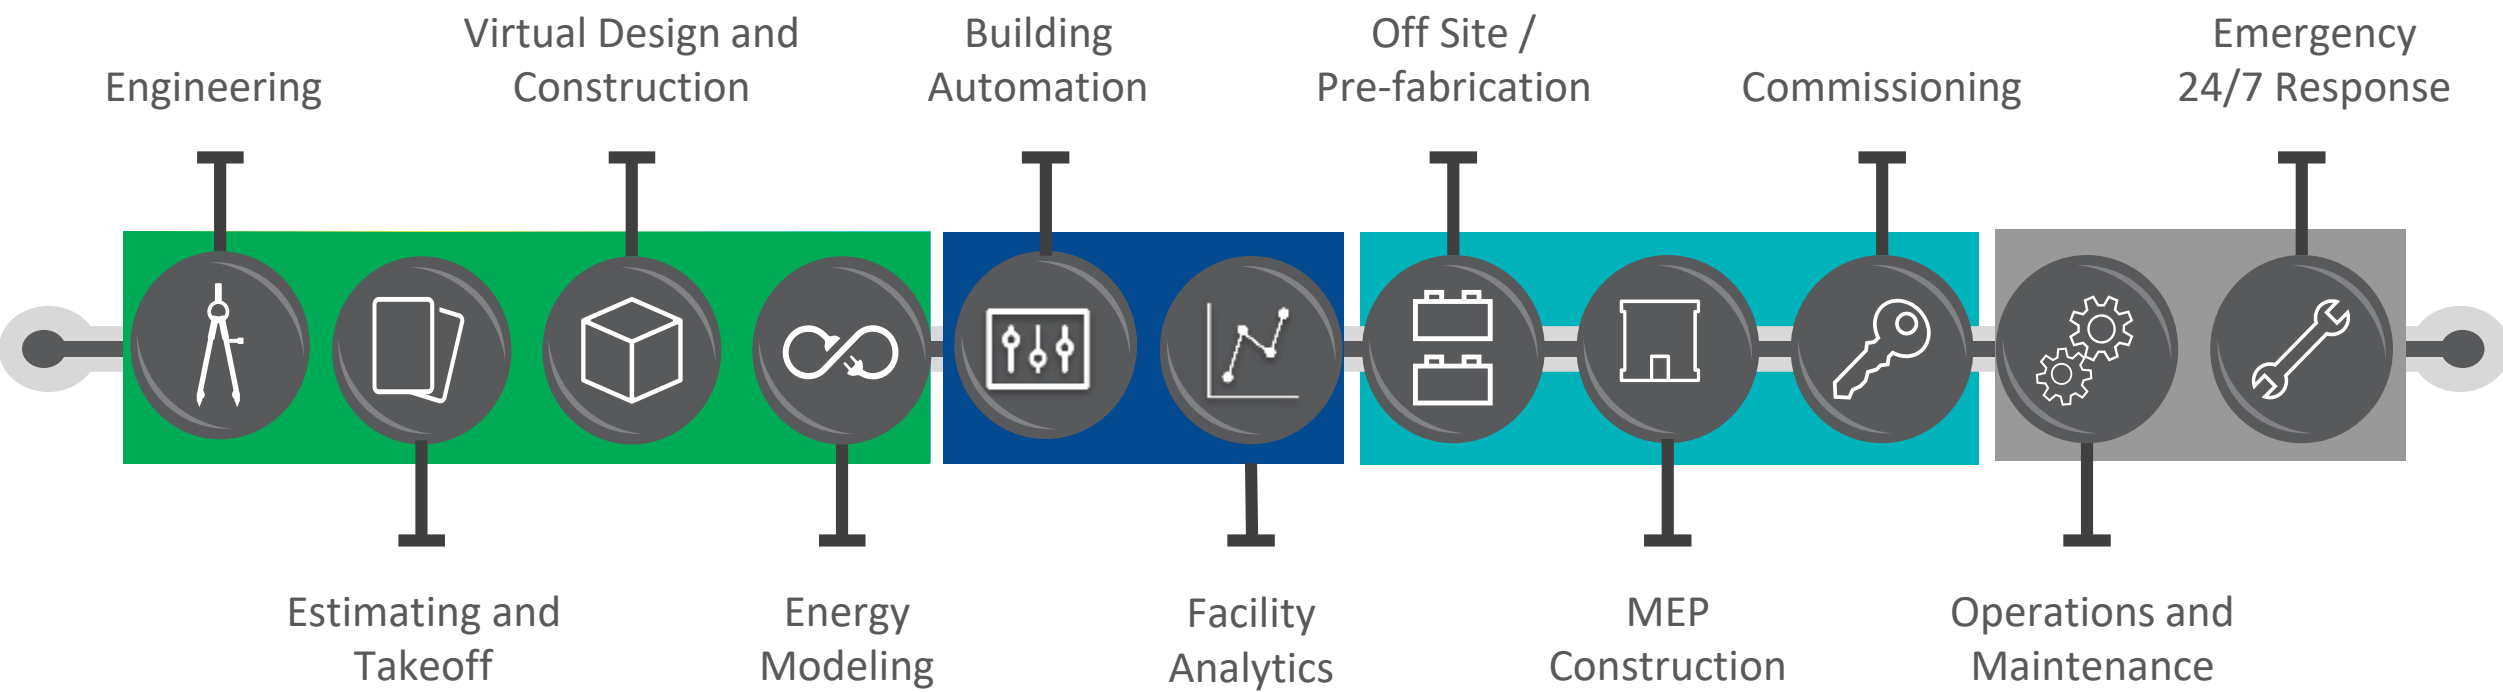 Engineering
Virtual Design and
Construction
Building
Automation
Off Site /
Pre-fabrication
Commissioning
Emergency
24/7 Response
Estimating and
Takeoff
Energy
Modeling
Facility
Analytics
MEP
Construction
Operations and
Maintenance